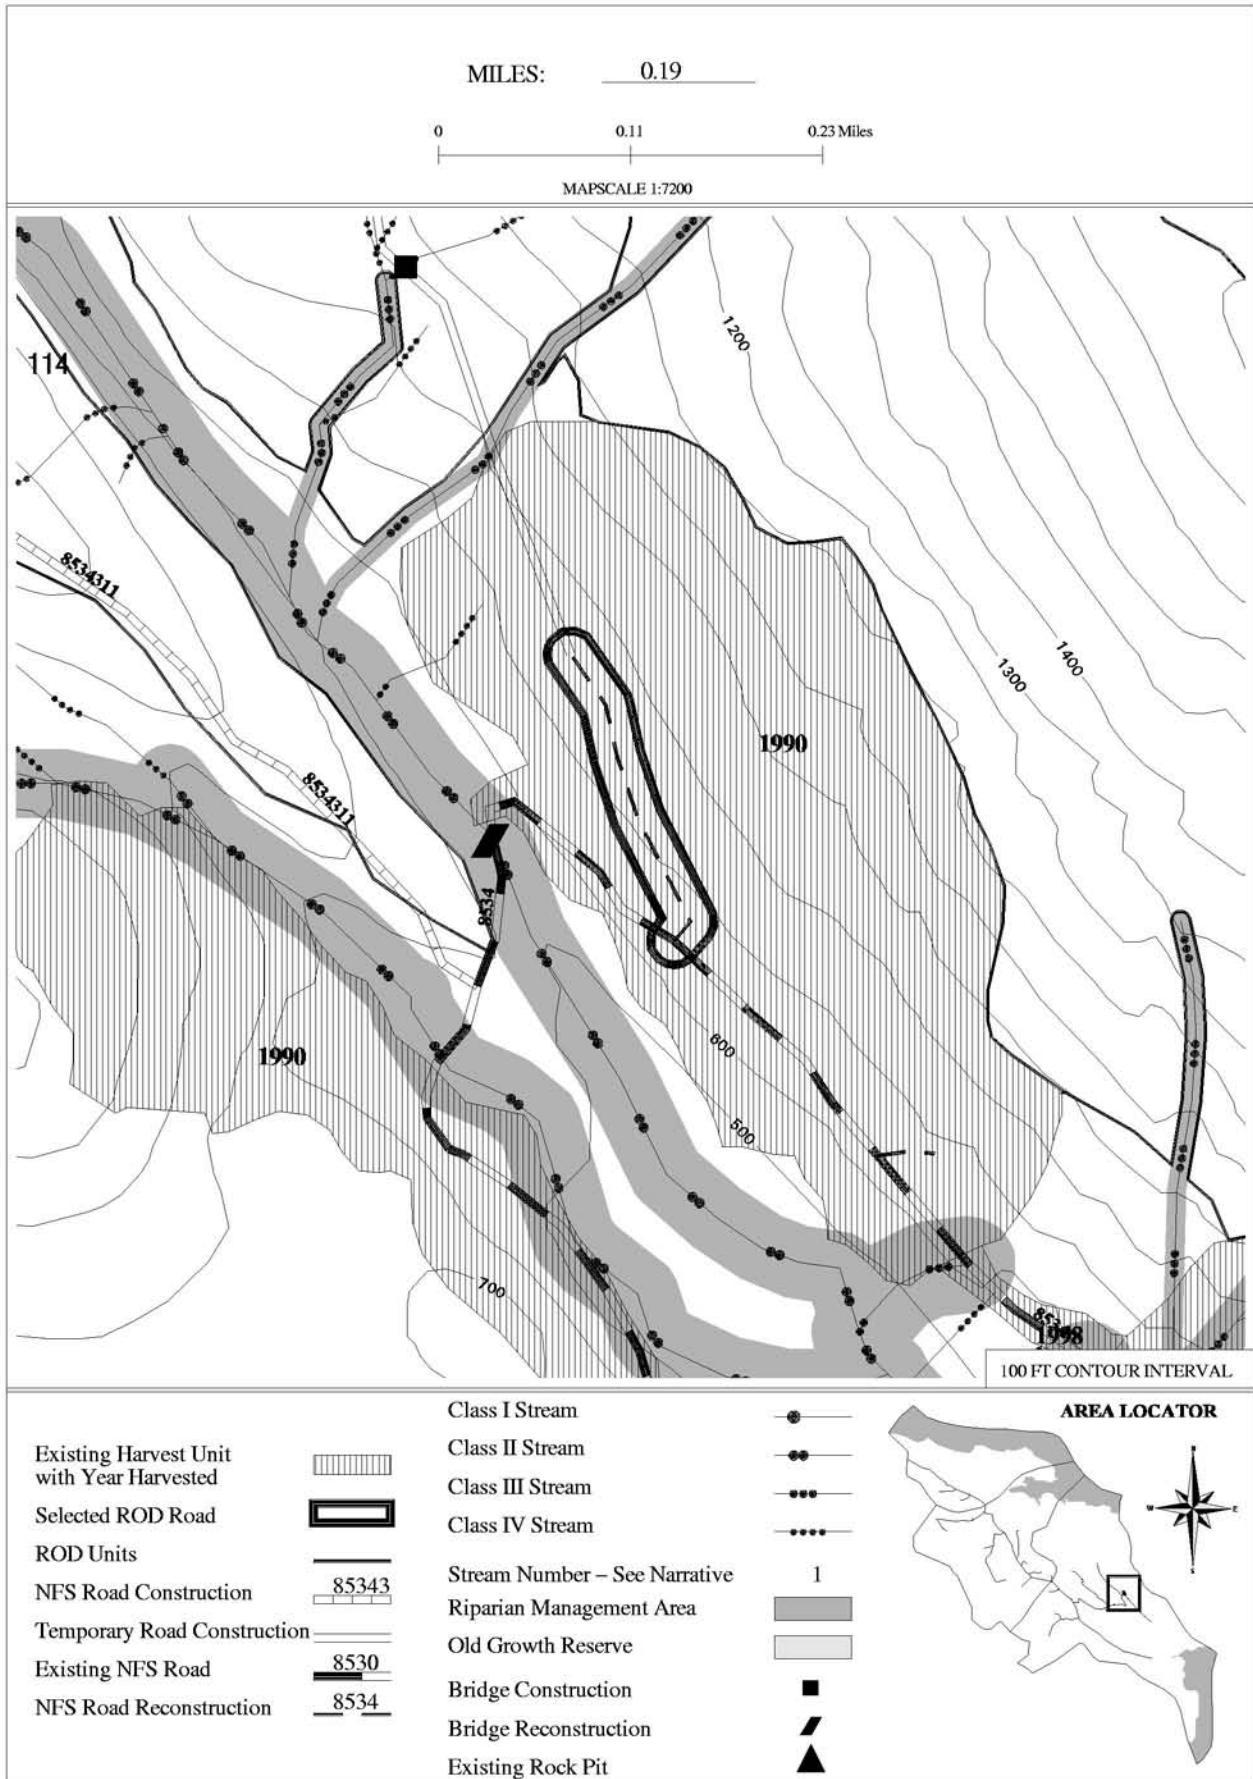 MILES: 0.19
0 0.11 0.23 Miles
MAPSCALE 1:7200
1200
114
8534311
1400
1300
1990
8534311
8534
600
1990
500
700
1998
100 FT CONTOUR INTERVAL
Existing Harvest Unit
with Year Harvested
Selected ROD Road
ROD Units
NFS Road Construction 85343
Temporary Road Construction
Existing NFS Road 8530
NFS Road Reconstruction 8534
Class I Stream
Class II Stream
Class III Stream
Class IV Stream
Stream Number – See Narrative 1
Riparian Management Area
Old Growth Reserve
Bridge Construction
Bridge Reconstruction
Existing Rock Pit
AREA LOCATOR
N
W E
S